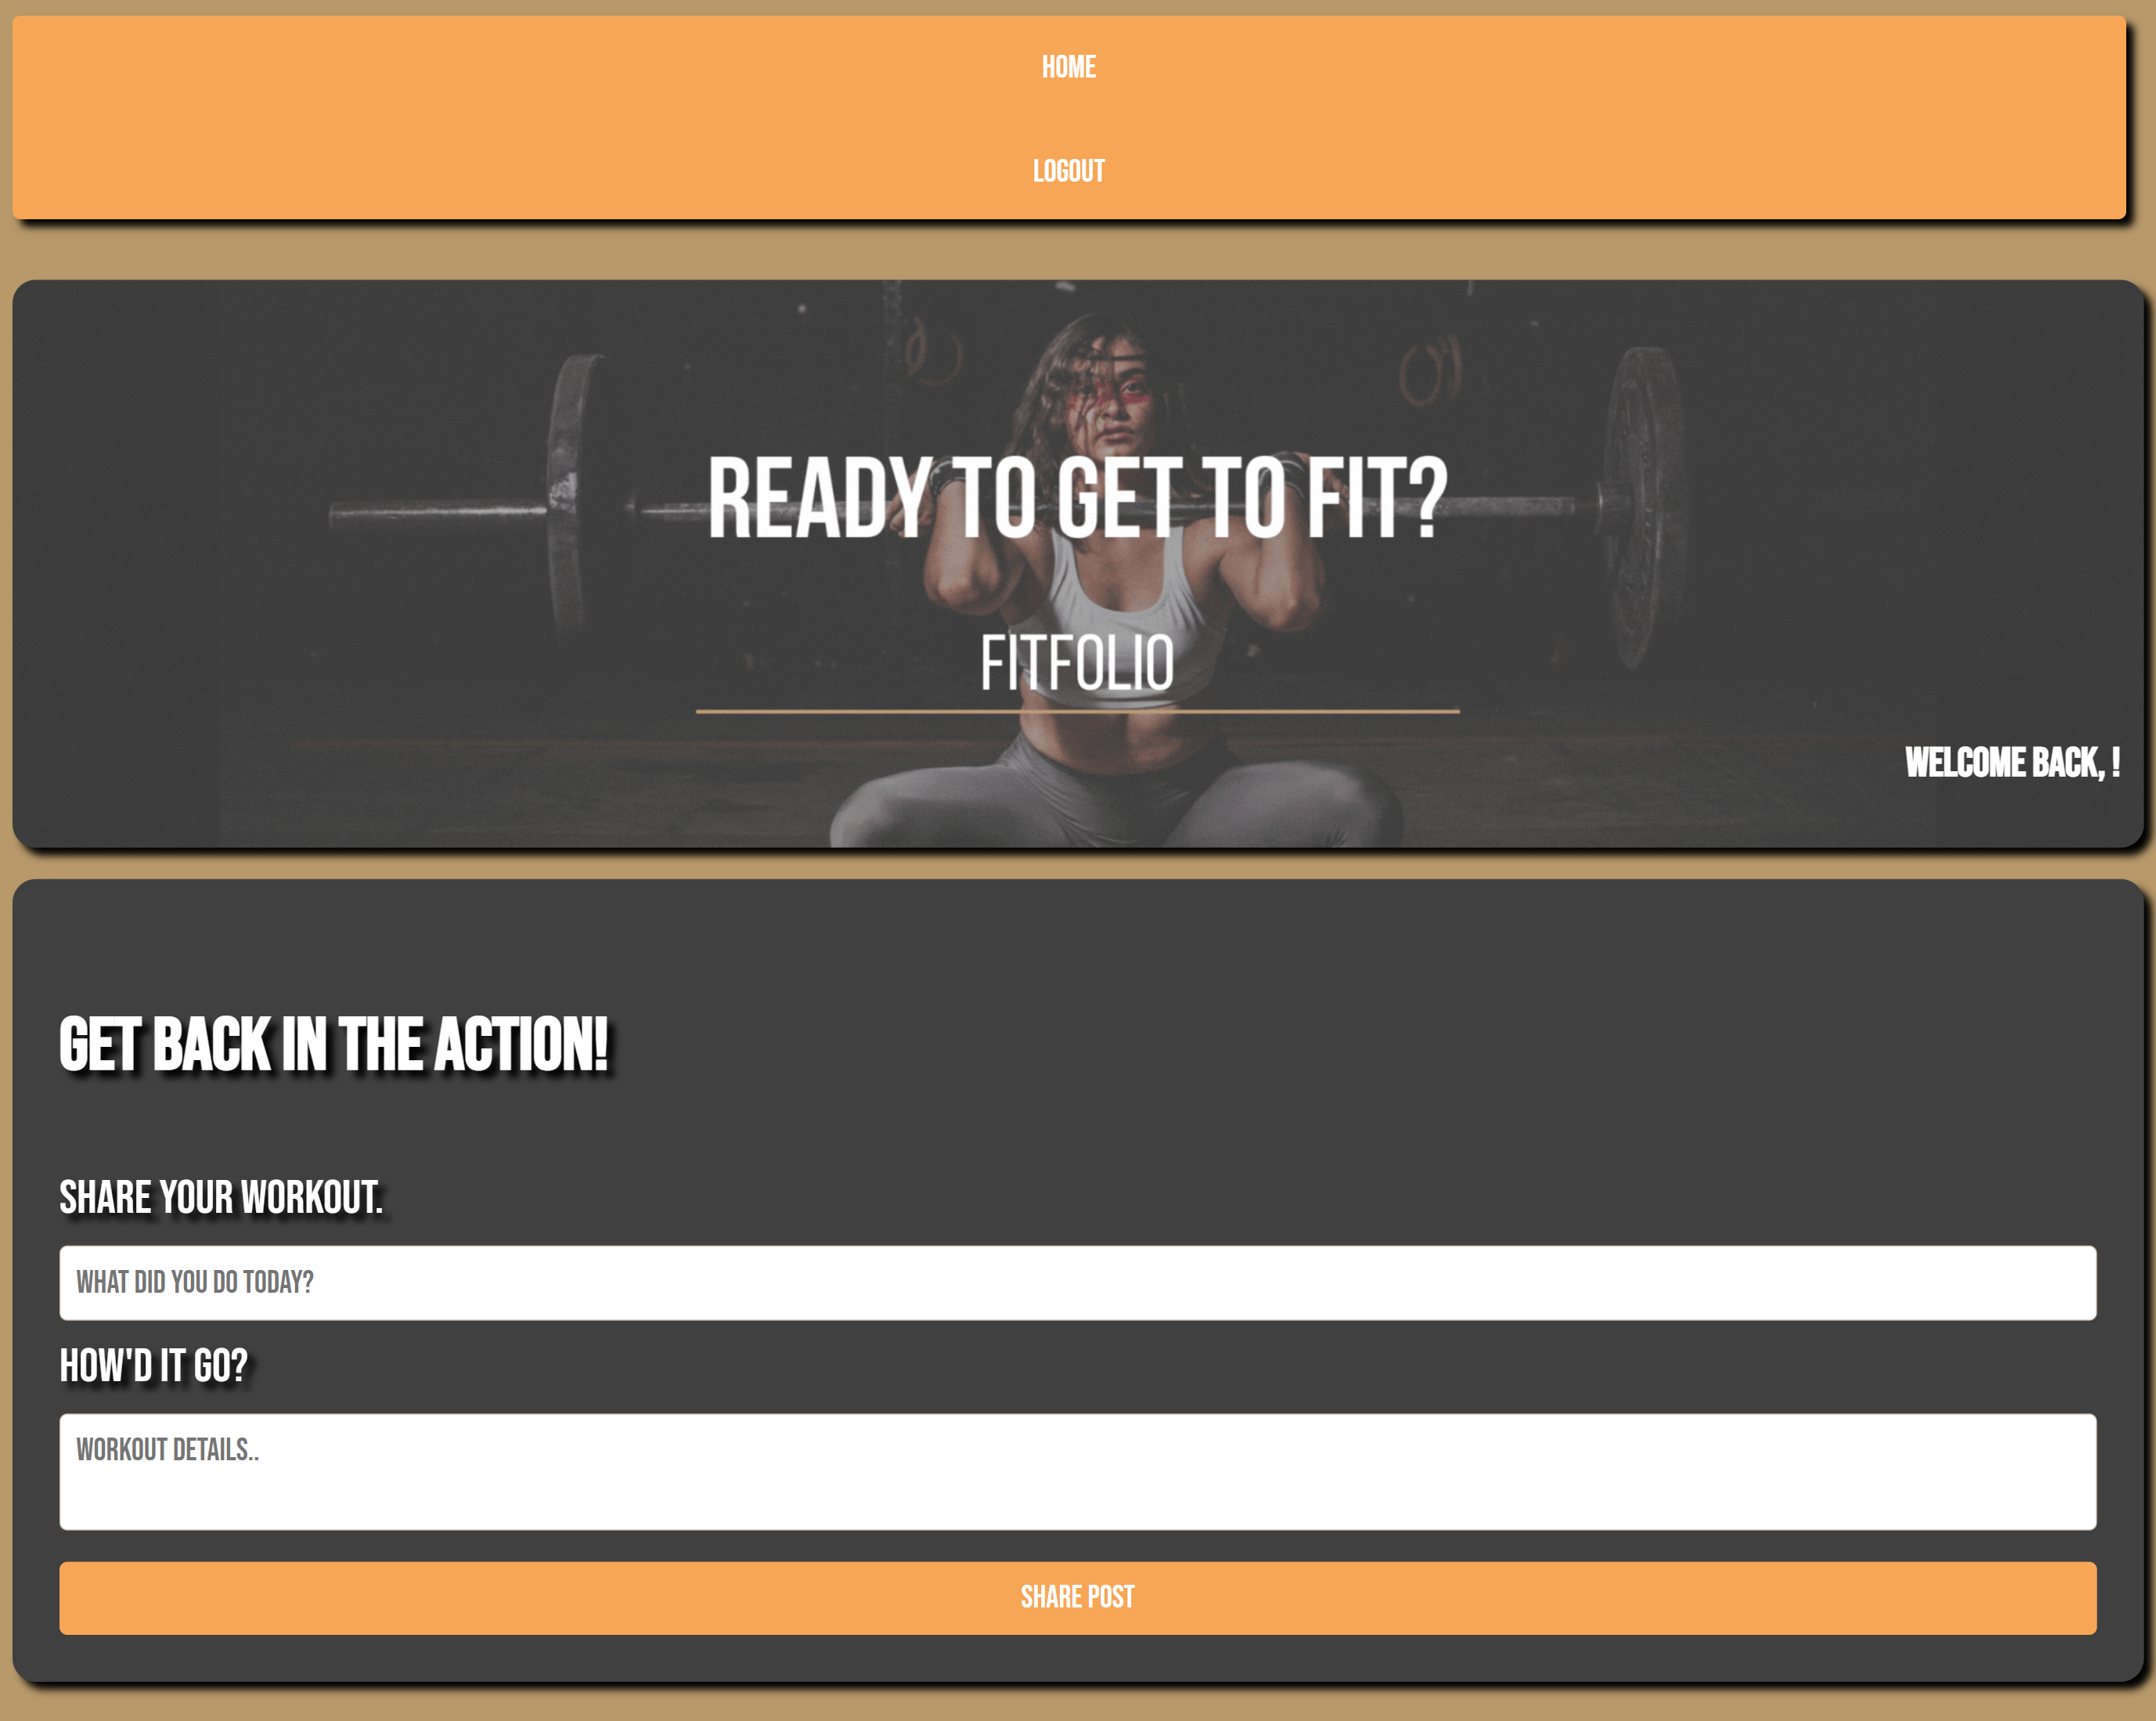 HOME
LOGOUT
READY TO GET TO FIT?
FITFOLIO
WELCOME BACK, !
GET BACK IN THE ACTION!
SHARE YOUR WORKOUT.
WHAT DID YOU DO TODAY?
HOW'D IT GO?
WORKOUT DETAILS..
SHARE POST